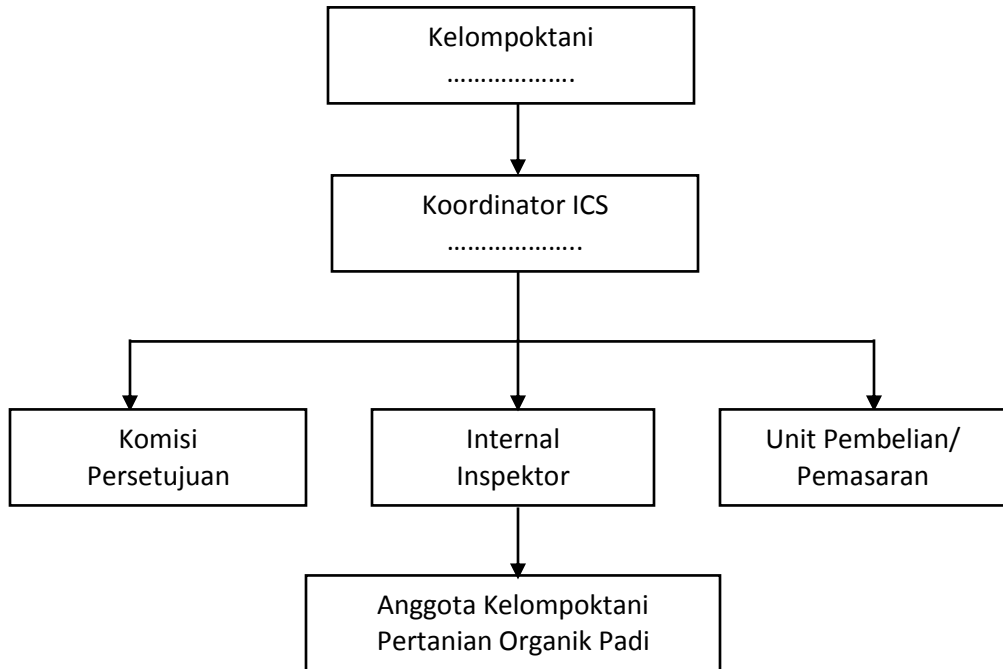 Kelompoktani
……………….
Koordinator ICS
………………..
Komisi
Persetujuan
Internal
Inspektor
Unit Pembelian/
Pemasaran
Anggota Kelompoktani
Pertanian Organik Padi